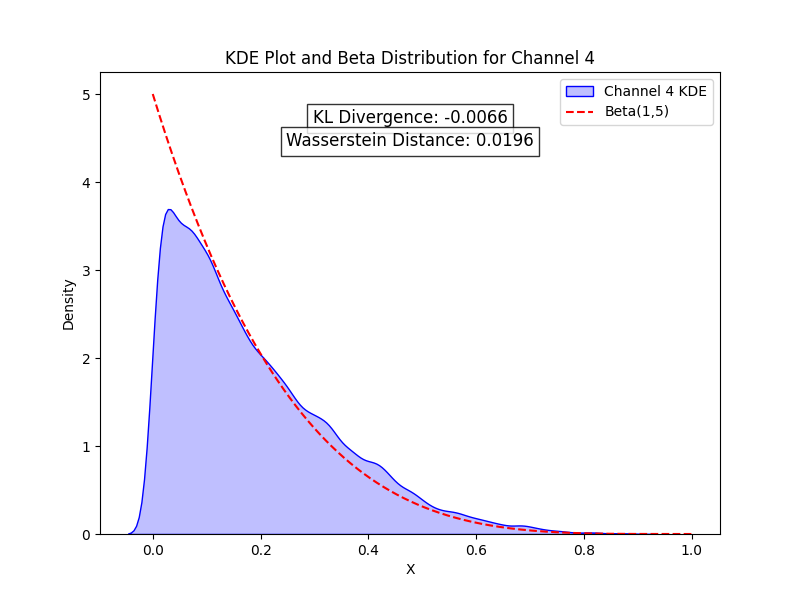 KDE Plot and Beta Distribution for Channel 4
KL Divergence: -0.0066
Wasserstein Distance: 0.0196
Channel 4 KDE
Beta(1,5)
Density
5
4
3
2
1
0
0.0
0.2
0.4
0.6
0.8
1.0
X